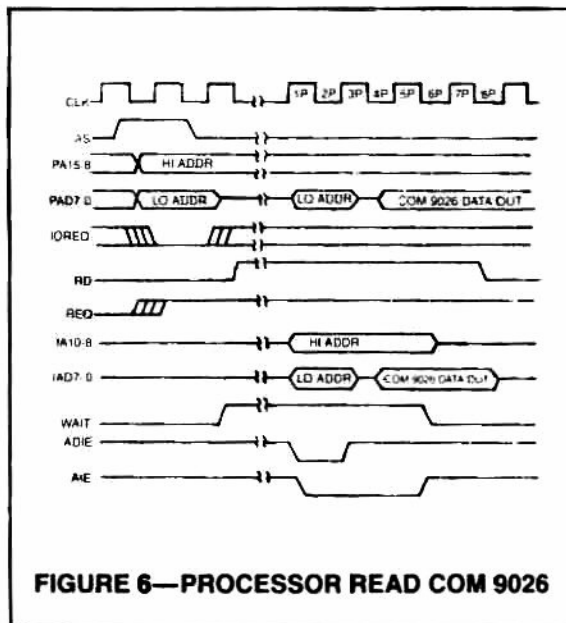 CLK 1P 2P 3P 4P 5P 6P 7P 8P
AS
PA15-8 HI ADDR
PAD7-0 LO ADDR LO ADDR COM 9026 DATA OUT
IOREQ
RD
REQ
IA10-8 HI ADDR
IAD7-0 LO ADDR COM 9026 DATA OUT
WAIT
ADIE
AIE
FIGURE 6—PROCESSOR READ COM 9026